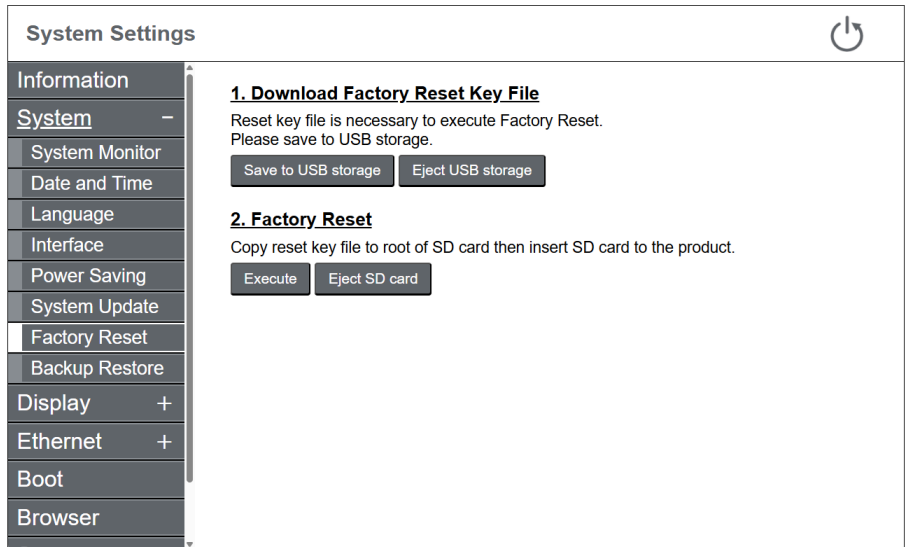 System Settings
Information
System −
System Monitor
Date and Time
Language
Interface
Power Saving
System Update
Factory Reset
Backup Restore
Display +
Ethernet +
Boot
Browser
1. Download Factory Reset Key File
Reset key file is necessary to execute Factory Reset.
Please save to USB storage.
Save to USB storage Eject USB storage
2. Factory Reset
Copy reset key file to root of SD card then insert SD card to the product.
Execute Eject SD card